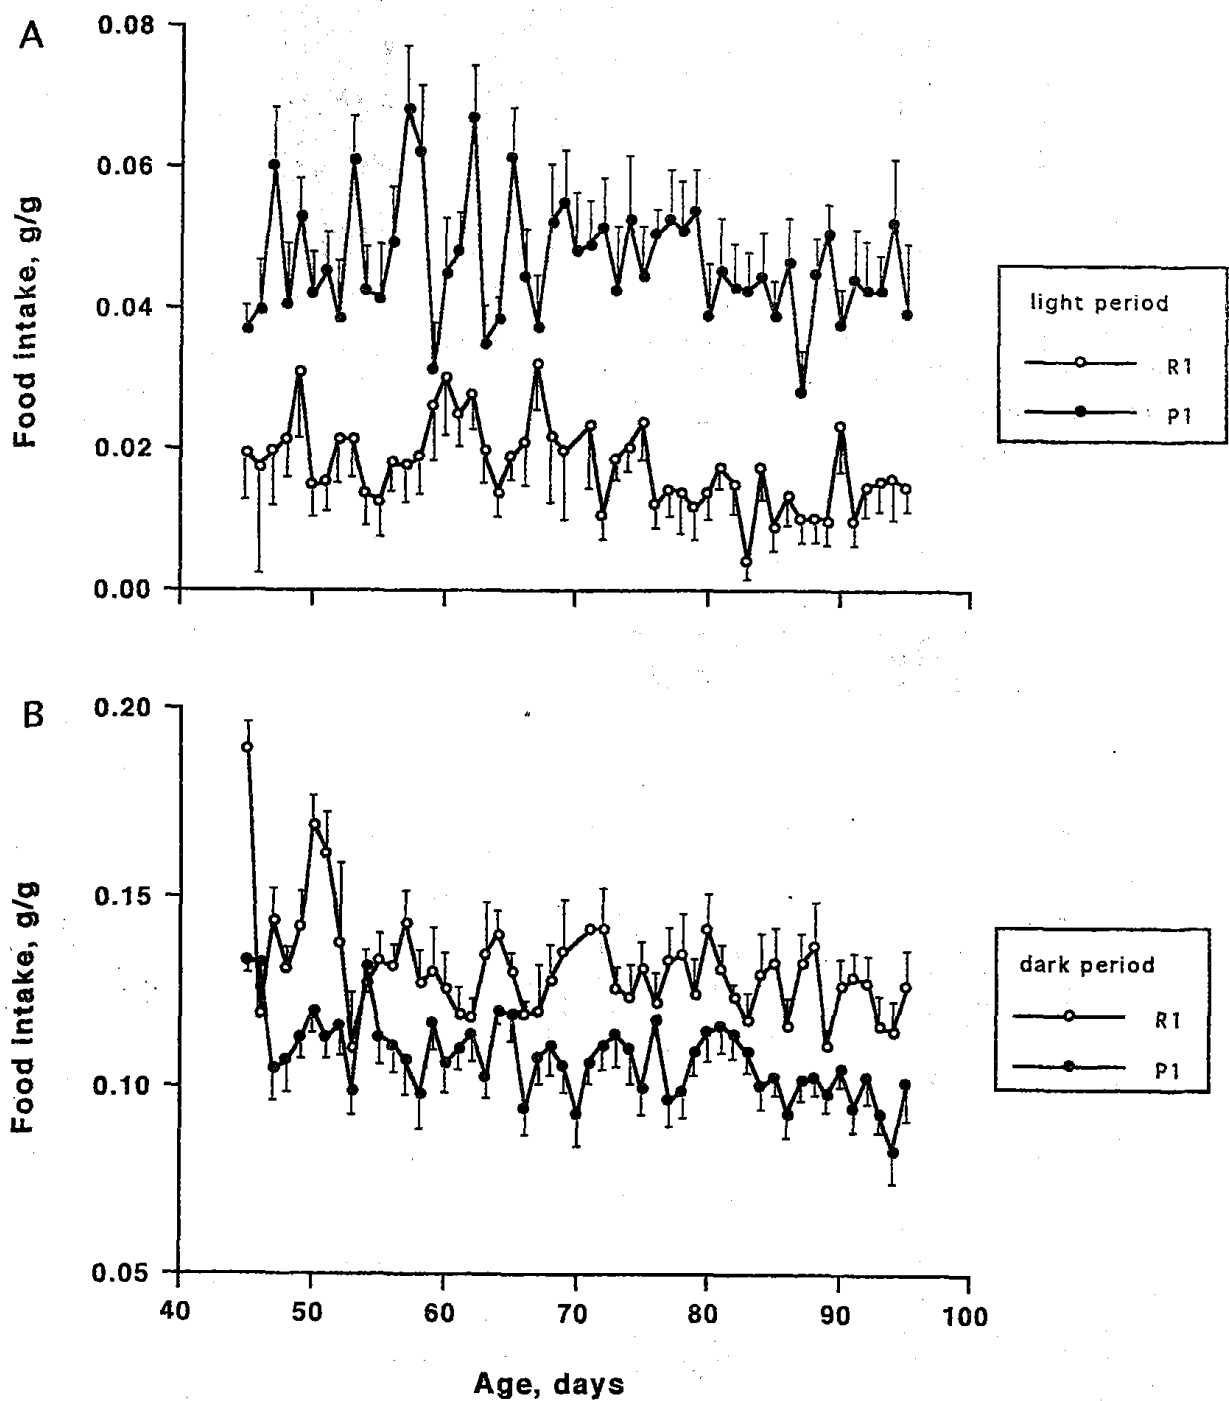 A
0.08
0.06
0.04
0.02
0.00
Food intake, g/g
light period
R1
P1
B
0.20
0.15
0.10
0.05
Food intake, g/g
dark period
R1
P1
40 50 60 70 80 90 100
Age, days